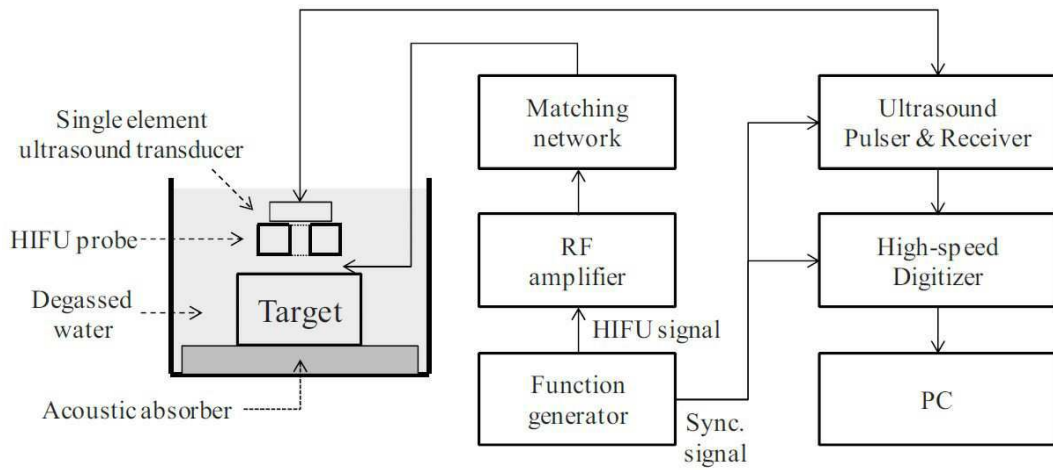 Single element
ultrasound transducer
HIFU probe
Degassed
water
Acoustic absorber
Target
Matching
network
RF
amplifier
HIFU signal
Function
generator
Sync.
signal
Ultrasound
Pulser & Receiver
High-speed
Digitizer
PC